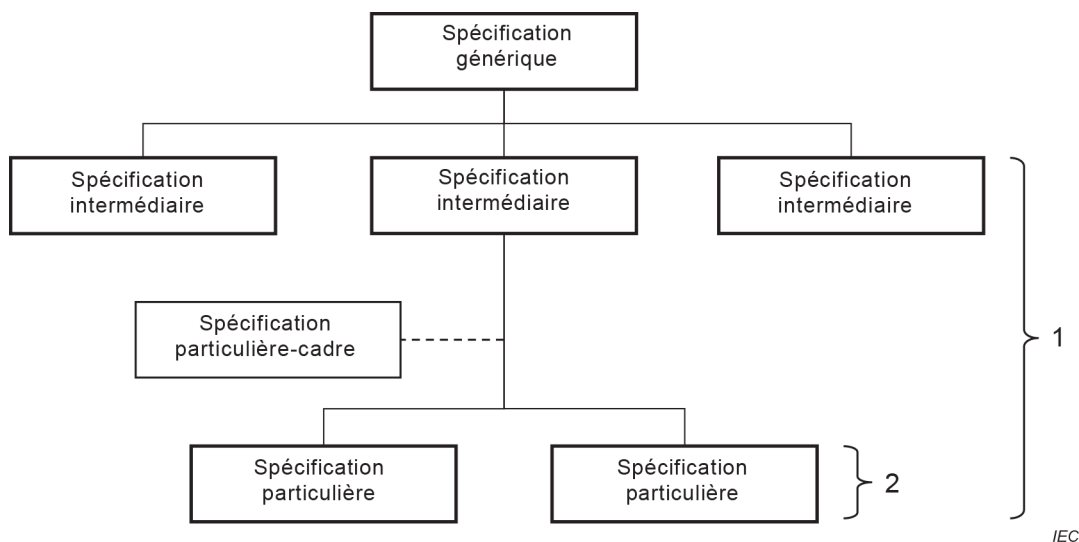 Spécification
générique
Spécification
intermédiaire
Spécification
intermédiaire
Spécification
intermédiaire
Spécification
particulière-cadre
1
Spécification
particulière
Spécification
particulière
2
IEC